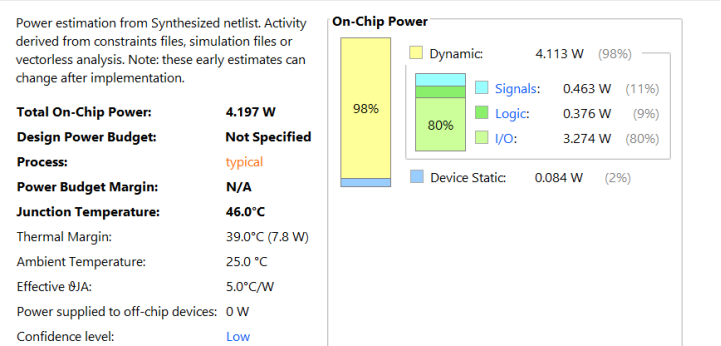 Power estimation from Synthesized netlist. Activity
derived from constraints files, simulation files or
vectorless analysis. Note: these early estimates can
change after implementation.
Total On-Chip Power: 4.197 W
Design Power Budget: Not Specified
Process: typical
Power Budget Margin: N/A
Junction Temperature: 46.0°C
Thermal Margin: 39.0°C (7.8 W)
Ambient Temperature: 25.0 °C
Effective ϑJA: 5.0°C/W
Power supplied to off-chip devices: 0 W
Confidence level: Low
On-Chip Power
98%
Dynamic: 4.113 W (98%)
80%
Signals: 0.463 W (11%)
Logic: 0.376 W (9%)
I/O: 3.274 W (80%)
Device Static: 0.084 W (2%)